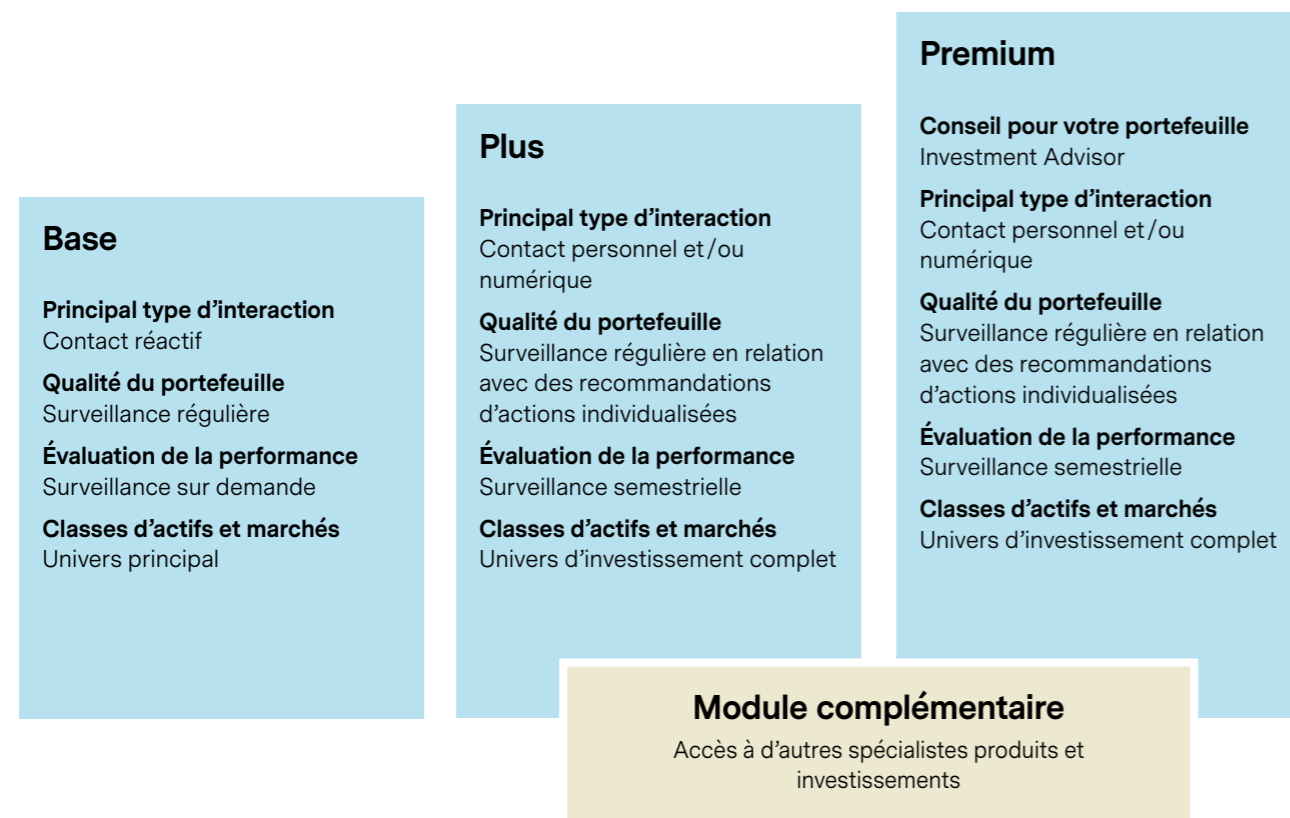 Base
Principal type d’interaction
Contact réactif
Qualité du portefeuille
Surveillance régulière
Évaluation de la performance
Surveillance sur demande
Classes d’actifs et marchés
Univers principal
Plus
Principal type d’interaction
Contact personnel et/ou
numérique
Qualité du portefeuille
Surveillance régulière en relation
avec des recommandations
d’actions individualisées
Évaluation de la performance
Surveillance semestrielle
Classes d’actifs et marchés
Univers d’investissement complet
Premium
Conseil pour votre portefeuille
Investment Advisor
Principal type d’interaction
Contact personnel et/ou
numérique
Qualité du portefeuille
Surveillance régulière en relation
avec des recommandations
d’actions individualisées
Évaluation de la performance
Surveillance semestrielle
Classes d’actifs et marchés
Univers d’investissement complet
Module complémentaire
Accès à d’autres spécialistes produits et
investissements